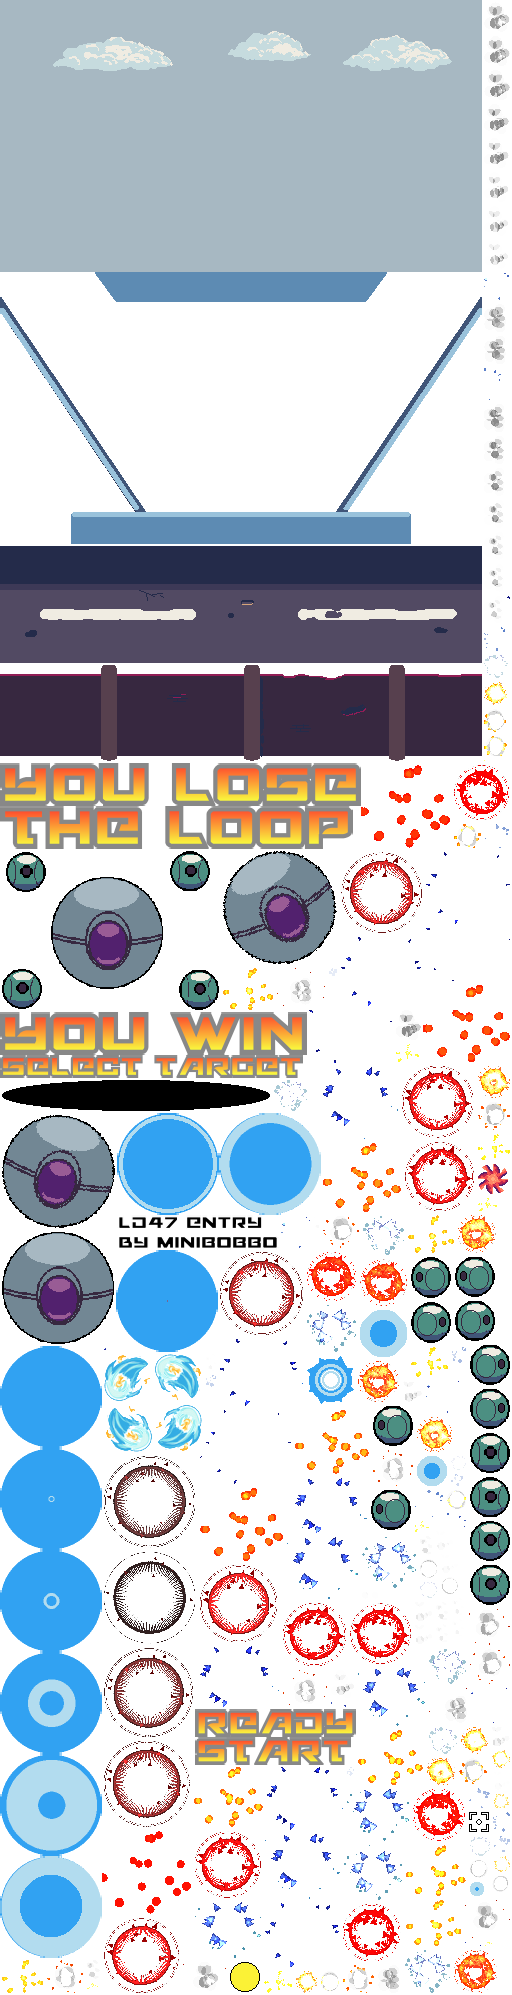 YOU LOSE
THE LOOP
YOU WIN
SELECT TARGET
LD47 ENTRY
BY MINIBOBBO
READY
START